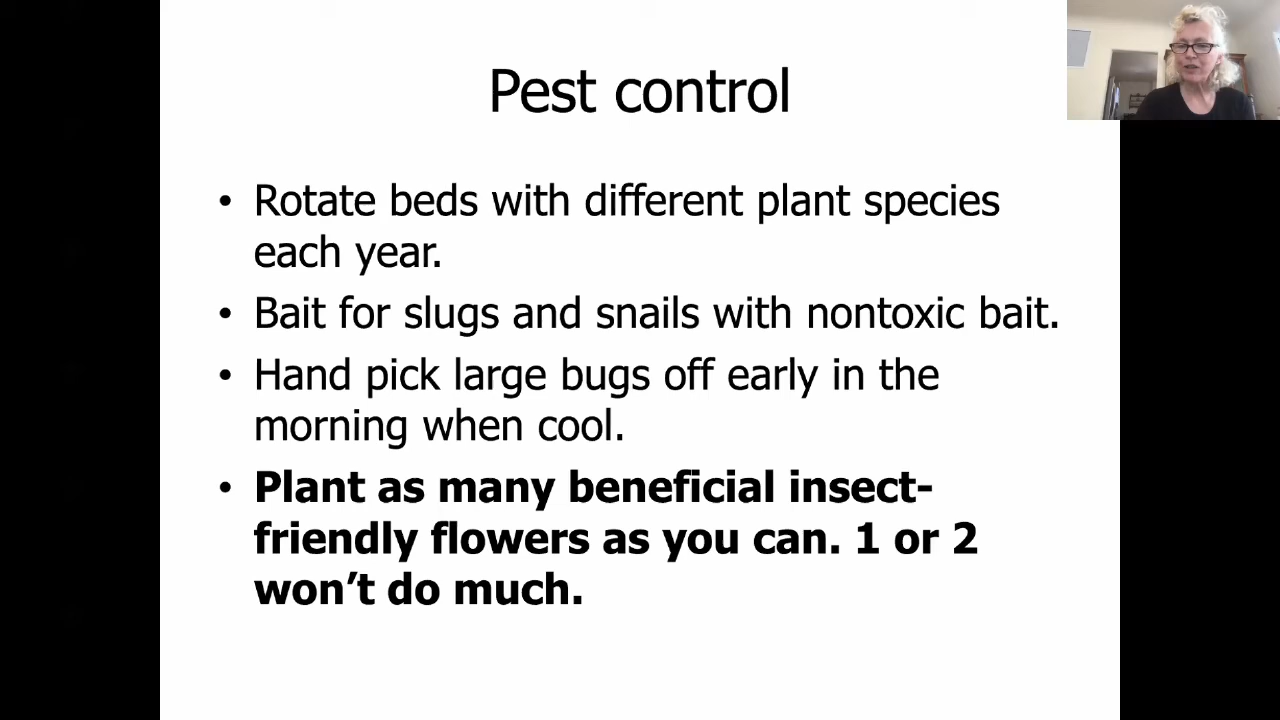 Pest control
• Rotate beds with different plant species
each year.
• Bait for slugs and snails with nontoxic bait.
• Hand pick large bugs off early in the
morning when cool.
• Plant as many beneficial insect-
friendly flowers as you can. 1 or 2
won’t do much.